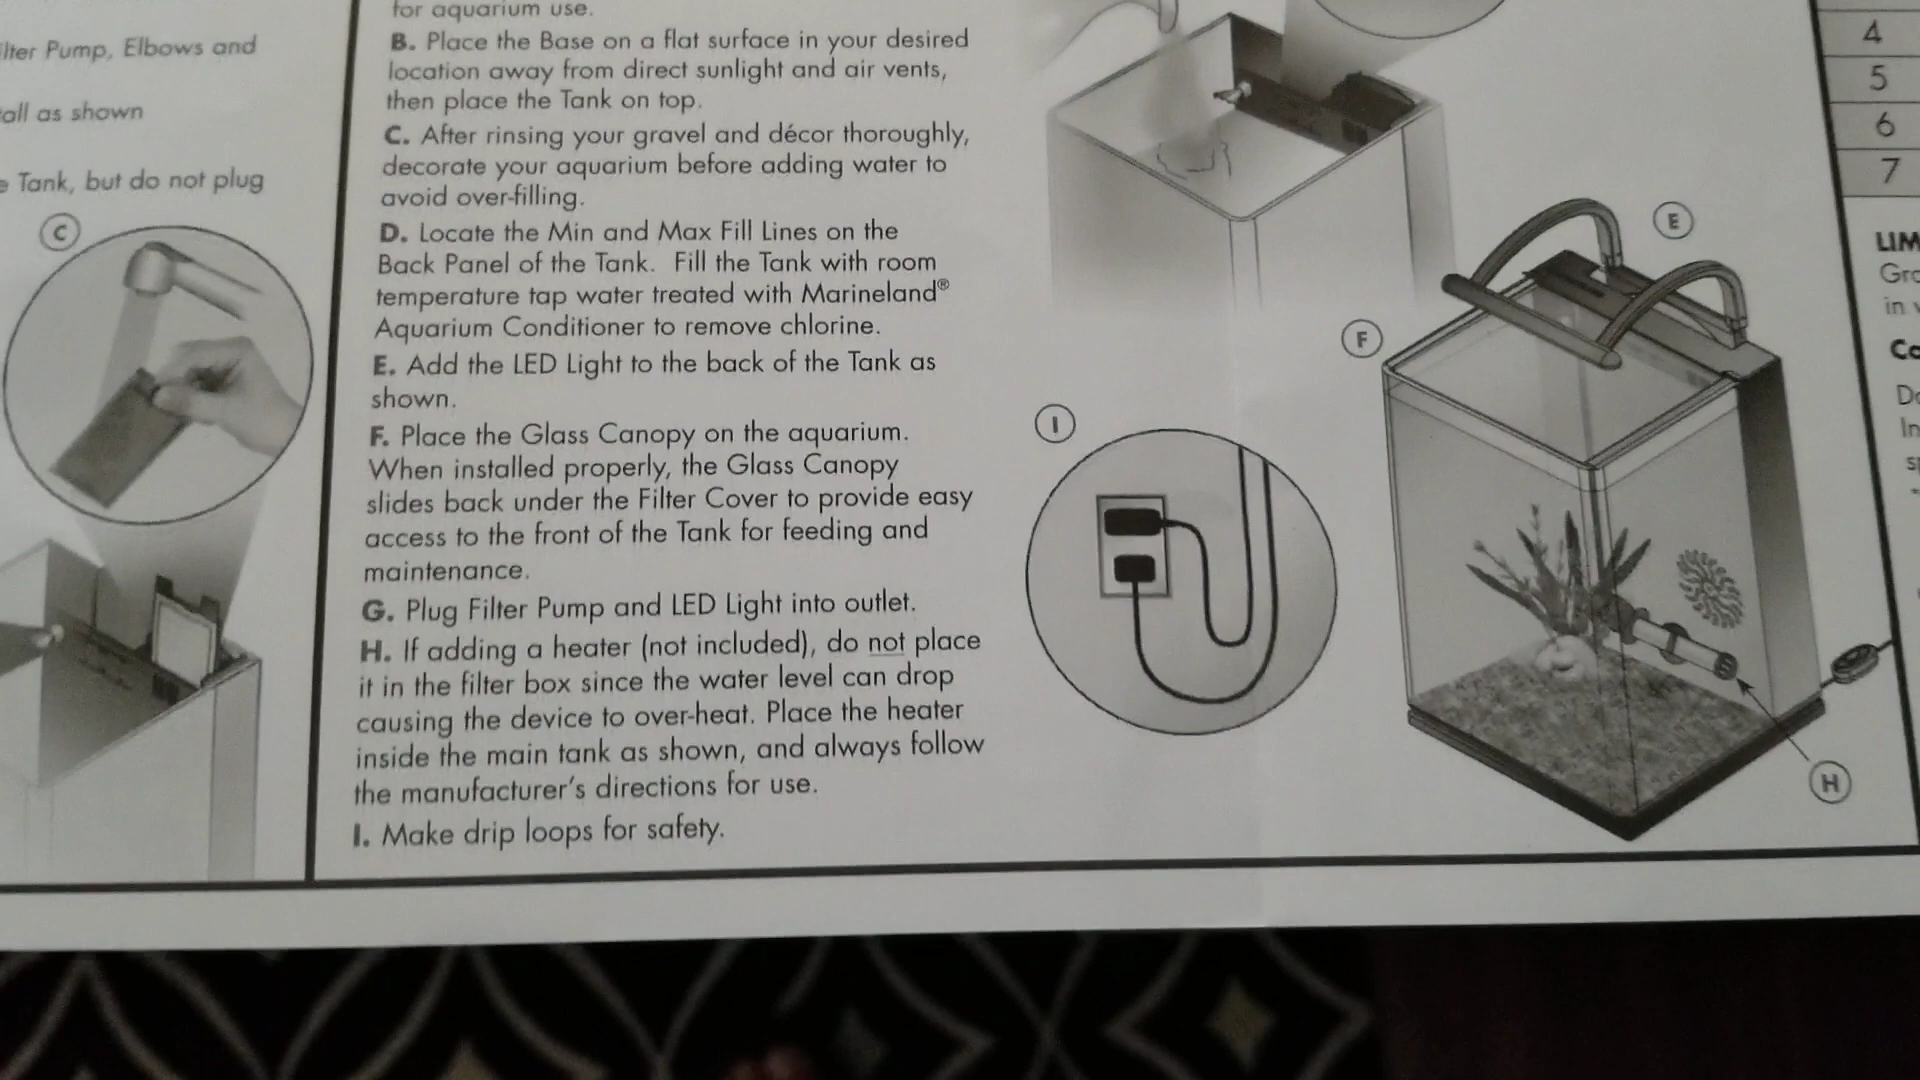 ilter Pump, Elbows and
all as shown
Tank, but do not plug
C
for aquarium use.
B. Place the Base on a flat surface in your desired
location away from direct sunlight and air vents,
then place the Tank on top.
C. After rinsing your gravel and décor thoroughly,
decorate your aquarium before adding water to
avoid over-filling.
D. Locate the Min and Max Fill Lines on the
Back Panel of the Tank. Fill the Tank with room
temperature tap water treated with Marineland®
Aquarium Conditioner to remove chlorine.
E. Add the LED Light to the back of the Tank as
shown.
F. Place the Glass Canopy on the aquarium.
When installed properly, the Glass Canopy
slides back under the Filter Cover to provide easy
access to the front of the Tank for feeding and
maintenance.
G. Plug Filter Pump and LED Light into outlet.
H. If adding a heater (not included), do not place
it in the filter box since the water level can drop
causing the device to over-heat. Place the heater
inside the main tank as shown, and always follow
the manufacturer's directions for use.
I. Make drip loops for safety.
E
F
I
H
4
5
6
7
LIM
Gro
in
Co
Do
In